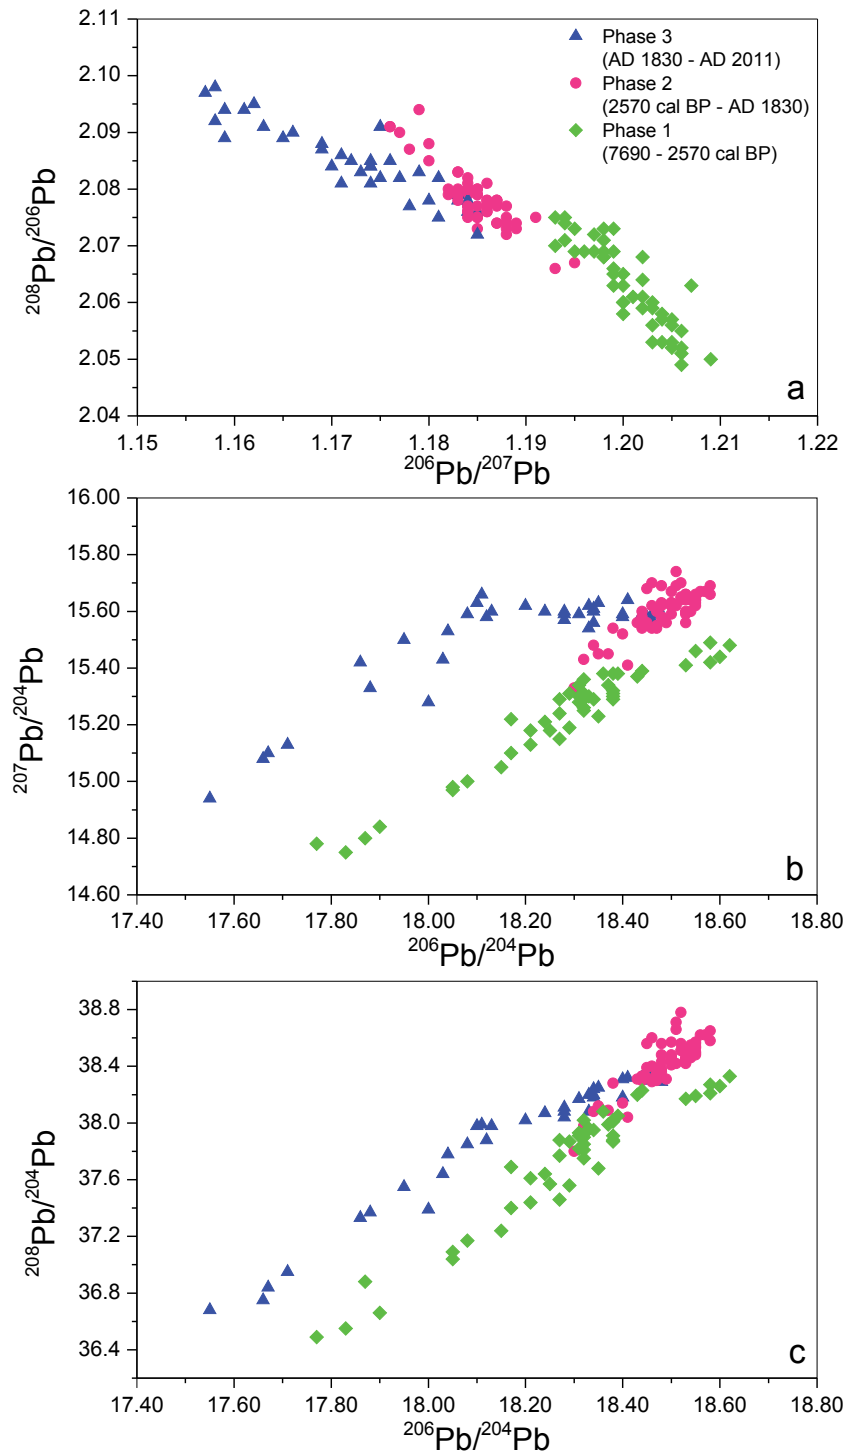 2.11
2.10
2.09
2.08
2.07
2.06
2.05
2.04
²⁰⁸Pb/²⁰⁶Pb
Phase 3
(AD 1830 - AD 2011)
Phase 2
(2570 cal BP - AD 1830)
Phase 1
(7690 - 2570 cal BP)
a
1.15 1.16 1.17 1.18 1.19 1.20 1.21 1.22
²⁰⁶Pb/²⁰⁷Pb
16.00
15.80
15.60
15.40
15.20
15.00
14.80
14.60
²⁰⁷Pb/²⁰⁴Pb
b
17.40 17.60 17.80 18.00 18.20 18.40 18.60 18.80
²⁰⁶Pb/²⁰⁴Pb
38.8
38.4
38.0
37.6
37.2
36.8
36.4
²⁰⁸Pb/²⁰⁴Pb
c
17.40 17.60 17.80 18.00 18.20 18.40 18.60 18.80
²⁰⁶Pb/²⁰⁴Pb